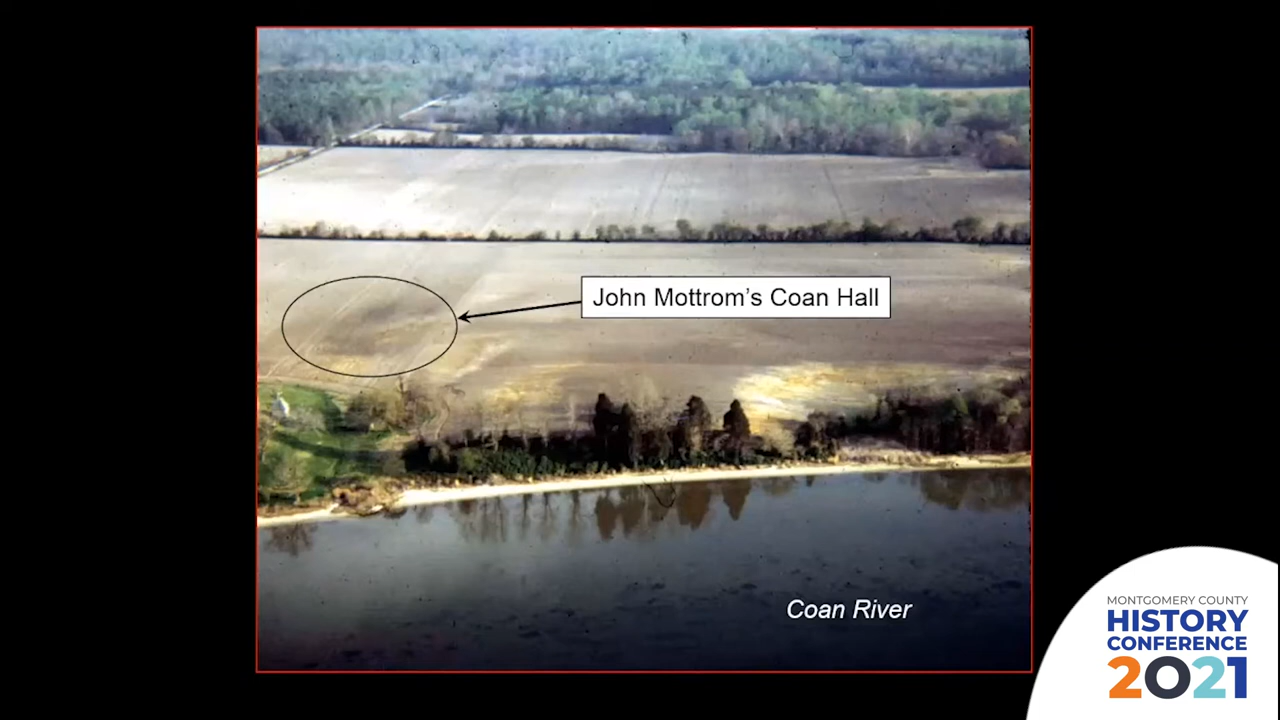 John Mottrom's Coan Hall
Coan River
MONTGOMERY COUNTY
HISTORY
CONFERENCE
2021